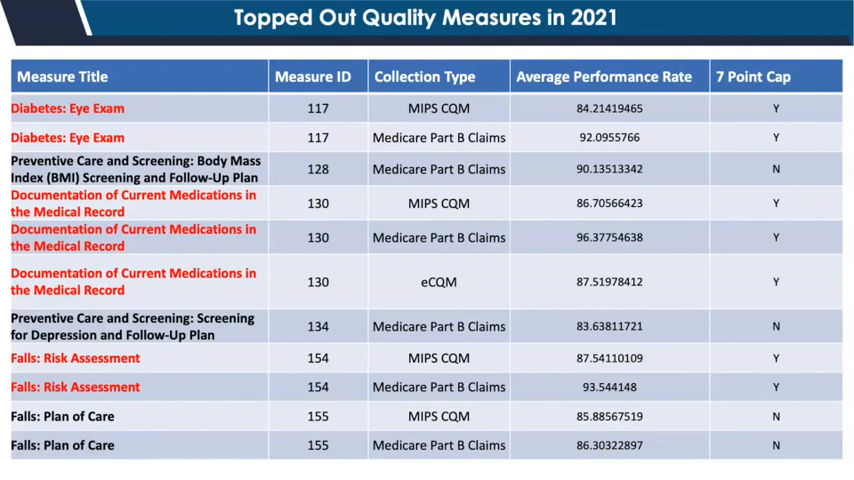 Topped Out Quality Measures in 2021
Measure Title Measure ID Collection Type Average Performance Rate 7 Point Cap
Diabetes: Eye Exam 117 MIPS CQM 84.21419465 Y
Diabetes: Eye Exam 117 Medicare Part B Claims 92.0955766 Y
Preventive Care and Screening: Body Mass
Index (BMI) Screening and Follow-Up Plan 128 Medicare Part B Claims 90.13513342 N
Documentation of Current Medications in
the Medical Record 130 MIPS CQM 86.70566423 Y
Documentation of Current Medications in
the Medical Record 130 Medicare Part B Claims 96.37754638 Y
Documentation of Current Medications in
the Medical Record 130 eCQM 87.51978412 Y
Preventive Care and Screening: Screening
for Depression and Follow-Up Plan 134 Medicare Part B Claims 83.63811721 N
Falls: Risk Assessment 154 MIPS CQM 87.54110109 Y
Falls: Risk Assessment 154 Medicare Part B Claims 93.544148 Y
Falls: Plan of Care 155 MIPS CQM 85.88567519 N
Falls: Plan of Care 155 Medicare Part B Claims 86.30322897 N